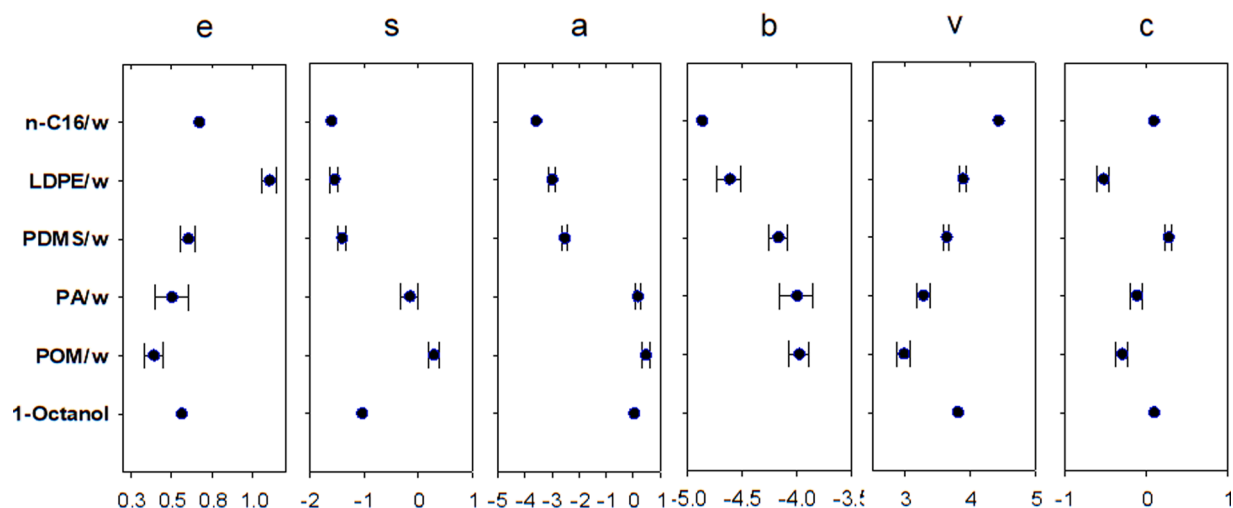 e s a b v c
n-C16/w
LDPE/w
PDMS/w
PA/w
POM/w
1-Octanol
0.3 0.5 0.8 1.0 -2 -1 0 1 -5 -4 -3 -2 -1 0 1 -5.0 -4.5 -4.0 -3.5 3 4 5 -1 0 1